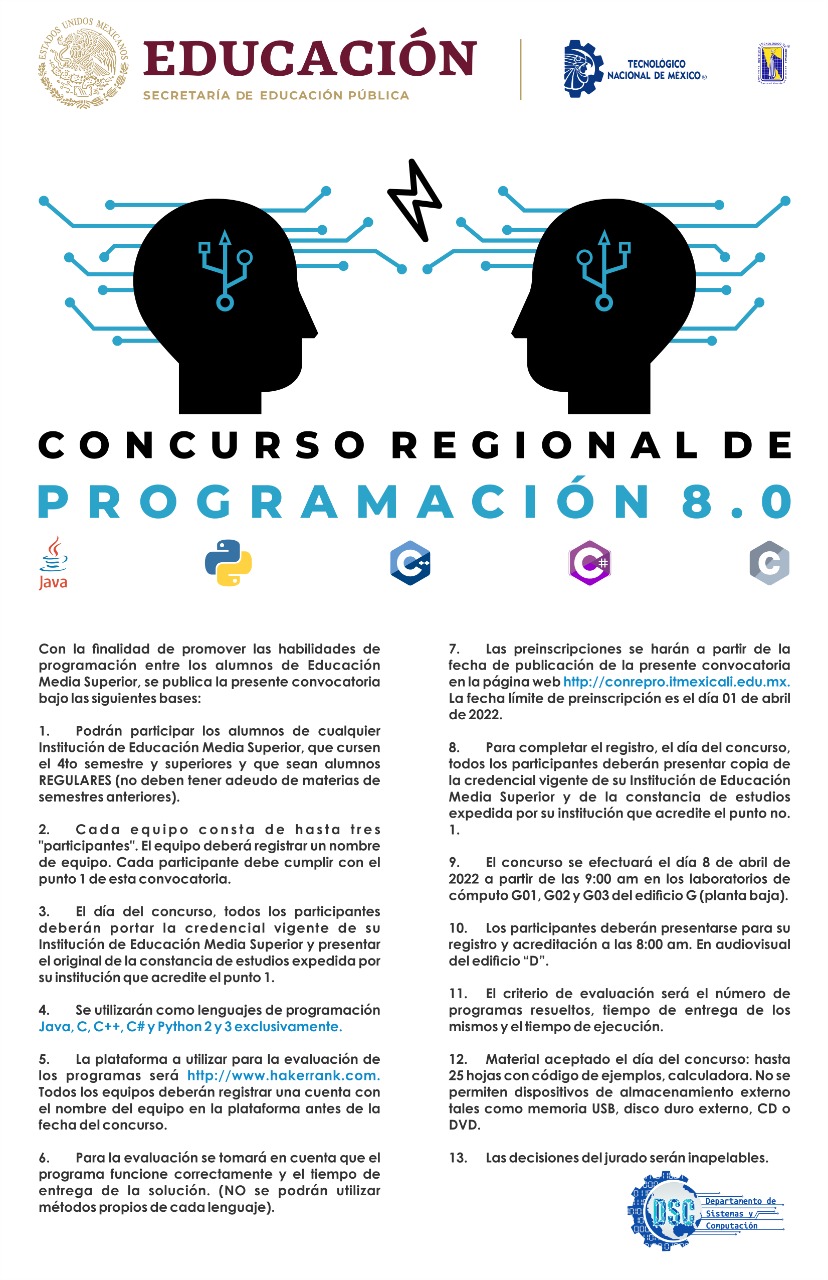 ESTADOS UNIDOS MEXICANOS
EDUCACIÓN
SECRETARÍA DE EDUCACIÓN PÚBLICA
TECNOLÓGICO
NACIONAL DE MEXICO
CONCURSO REGIONAL DE
PROGRAMACIÓN 8.0
Java
C++
C#
C
Con la finalidad de promover las habilidades de
programación entre los alumnos de Educación
Media Superior, se publica la presente convocatoria
bajo las siguientes bases:
1. Podrán participar los alumnos de cualquier
Institución de Educación Media Superior, que cursen
el 4to semestre y superiores y que sean alumnos
REGULARES (no deben tener adeudo de materias de
semestres anteriores).
2. Cada equipo consta de hasta tres
"participantes". El equipo deberá registrar un nombre
de equipo. Cada participante debe cumplir con el
punto 1 de esta convocatoria.
3. El día del concurso, todos los participantes
deberán portar la credencial vigente de su
Institución de Educación Media Superior y presentar
el original de la constancia de estudios expedida por
su institución que acredite el punto 1.
4. Se utilizarán como lenguajes de programación
Java, C, C++, C# y Python 2 y 3 exclusivamente.
5. La plataforma a utilizar para la evaluación de
los programas será http://www.hakerrank.com.
Todos los equipos deberán registrar una cuenta con
el nombre del equipo en la plataforma antes de la
fecha del concurso.
6. Para la evaluación se tomará en cuenta que el
programa funcione correctamente y el tiempo de
entrega de la solución. (NO se podrán utilizar
métodos propios de cada lenguaje).
7. Las preinscripciones se harán a partir de la
fecha de publicación de la presente convocatoria
en la página web http://conrepro.itmexicali.edu.mx.
La fecha límite de preinscripción es el día 01 de abril
de 2022.
8. Para completar el registro, el día del concurso,
todos los participantes deberán presentar copia de
la credencial vigente de su Institución de Educación
Media Superior y de la constancia de estudios
expedida por su institución que acredite el punto no.
1.
9. El concurso se efectuará el día 8 de abril de
2022 a partir de las 9:00 am en los laboratorios de
cómputo G01, G02 y G03 del edificio G (planta baja).
10. Los participantes deberán presentarse para su
registro y acreditación a las 8:00 am. En audiovisual
del edificio “D”.
11. El criterio de evaluación será el número de
programas resueltos, tiempo de entrega de los
mismos y el tiempo de ejecución.
12. Material aceptado el día del concurso: hasta
25 hojas con código de ejemplos, calculadora. No se
permiten dispositivos de almacenamiento externo
tales como memoria USB, disco duro externo, CD o
DVD.
13. Las decisiones del jurado serán inapelables.
DSC
Departamento de
Sistemas y
Computación